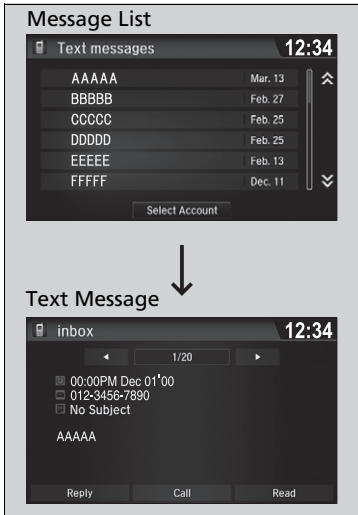 Message List
Text messages 12:34
AAAAA Mar. 13
BBBBB Feb. 27
CCCCC Feb. 25
DDDDD Feb. 25
EEEEE Feb. 13
FFFFF Dec. 11
Select Account
Text Message
inbox 12:34
1/20
00:00PM Dec 01'00
012-3456-7890
No Subject
AAAAA
Reply Call Read